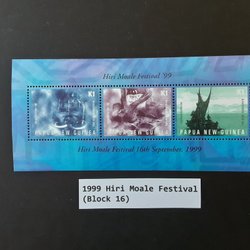 Hiri Moale Festival '99
K1 K1
PAPUA NEW GUINEA PAPUA NEW GUINEA PAPUA NEW GUINEA
Hiri Moale Festival 16th September, 1999
1999 Hiri Moale Festival
(Block 16)